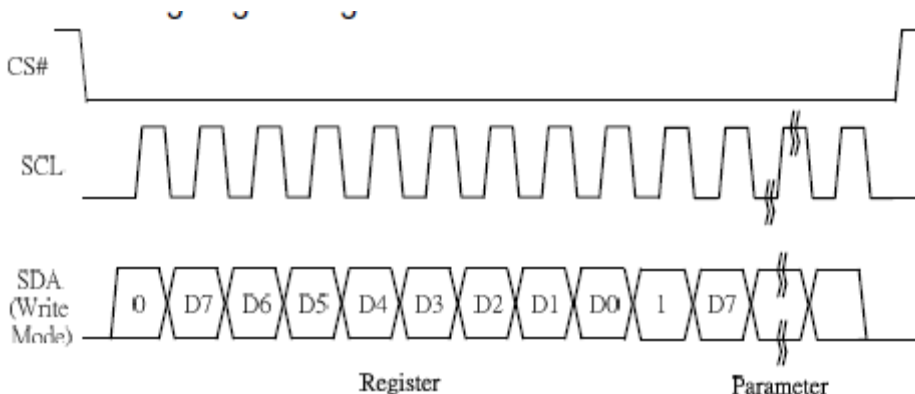 CS#
SCL
SDA
(Write
Mode)
0 D7 D6 D5 D4 D3 D2 D1 D0 1 D7
Register Parameter